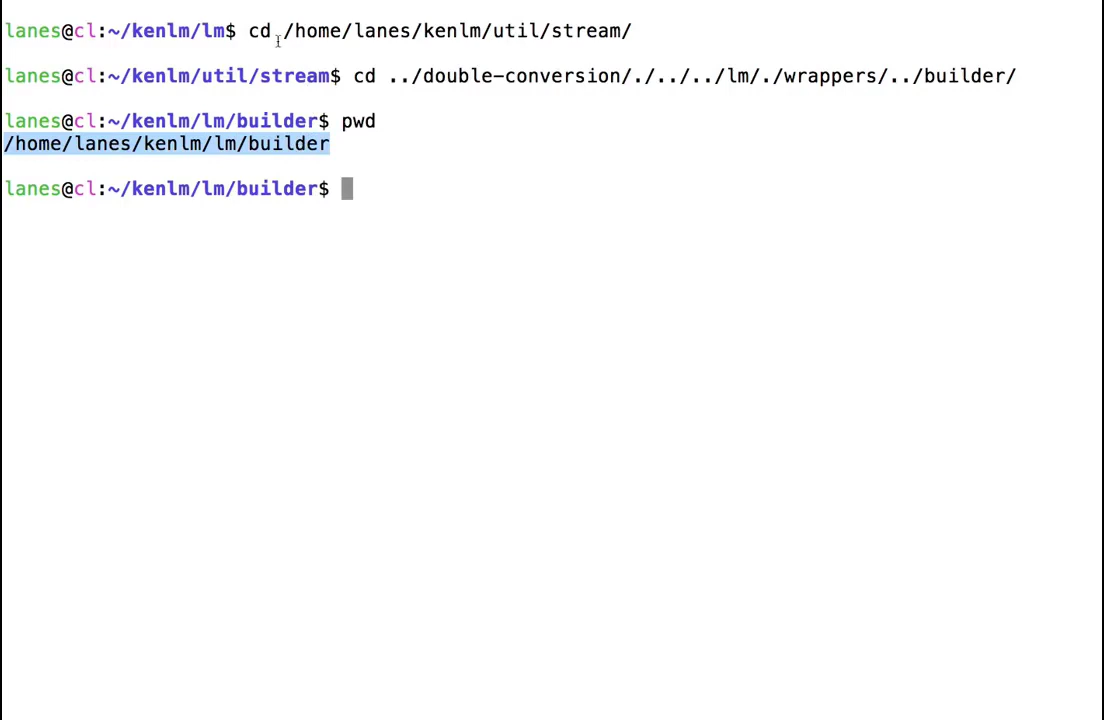 lanes@cl:~/kenlm/lm$ cd /home/lanes/kenlm/util/stream/
lanes@cl:~/kenlm/util/stream$ cd ../double-conversion/./../../lm/./wrappers/../builder/
lanes@cl:~/kenlm/lm/builder$ pwd
/home/lanes/kenlm/lm/builder
lanes@cl:~/kenlm/lm/builder$